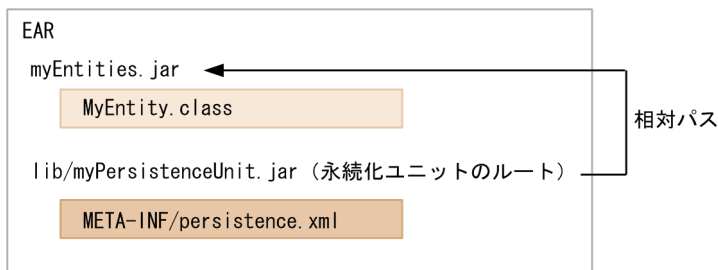 EAR
myEntities.jar
MyEntity.class
相対パス
lib/myPersistenceUnit.jar（永続化ユニットのルート）
META-INF/persistence.xml